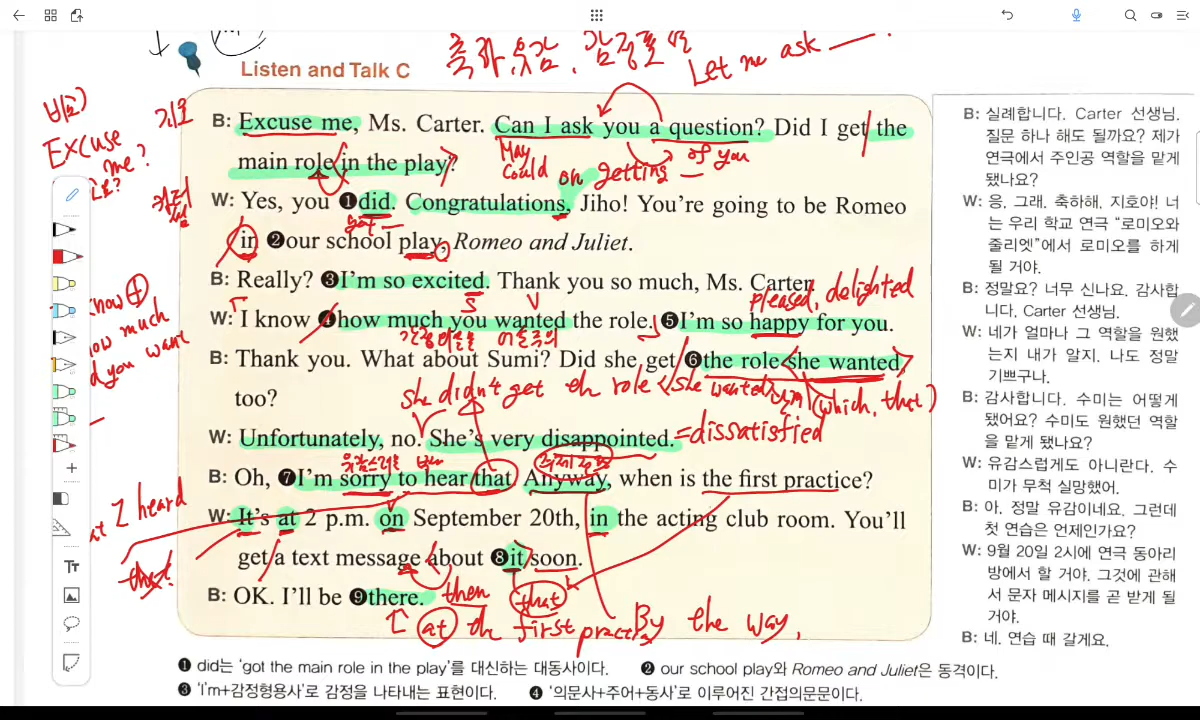 축하, 유감, 감정표현
Let me ask
Listen and Talk C
비교)
Excuse me?
지호
B: Excuse me, Ms. Carter. Can I ask you a question? Did I get the
main role in the play?
May
Could
of you
on getting
W: Yes, you ❶did. Congratulations, Jiho! You're going to be Romeo
got
in ❷our school play, Romeo and Juliet.
B: Really? ❸I'm so excited. Thank you so much, Ms. Carter.
S V
pleased, delighted
W: I know ❹how much you wanted the role. ❺I'm so happy for you.
know
how much
you want
B: Thank you. What about Sumi? Did she get ❻the role she wanted
too?
she didn't get the role she wanted
(which, that)
W: Unfortunately, no. She's very disappointed.
=dissatisfied
B: Oh, ❼I'm sorry to hear that. Anyway, when is the first practice?
I heard
that
W: It's at 2 p.m. on September 20th, in the acting club room. You'll
get a text message about ❽it soon.
B: OK. I'll be ❾there.
then
that
at the first practice
By the way,
B: 실례합니다. Carter 선생님.
질문 하나 해도 될까요? 제가
연극에서 주인공 역할을 맡게
됐나요?
W: 응, 그래. 축하해, 지호야! 너
는 우리 학교 연극 "로미오와
줄리엣"에서 로미오를 하게
될 거야.
B: 정말요? 너무 신나요. 감사합
니다, Carter 선생님.
W: 네가 얼마나 그 역할을 원했
는지 내가 알지. 나도 정말
기쁘구나.
B: 감사합니다. 수미는 어떻게
됐어요? 수미도 원했던 역할
을 맡게 됐나요?
W: 유감스럽게도 아니란다. 수
미가 무척 실망했어.
B: 아, 정말 유감이네요. 그런데
첫 연습은 언제인가요?
W: 9월 20일 2시에 연극 동아리
방에서 할 거야. 그것에 관해
서 문자 메시지를 곧 받게 될
거야.
B: 네. 연습 때 갈게요.
Tт
❶ did는 'got the main role in the play'를 대신하는 대동사이다.
❷ our school play와 Romeo and Juliet은 동격이다.
❸ 'I'm+감정형용사'로 감정을 나타내는 표현이다.
❹ '의문사+주어+동사'로 이루어진 간접의문문이다.